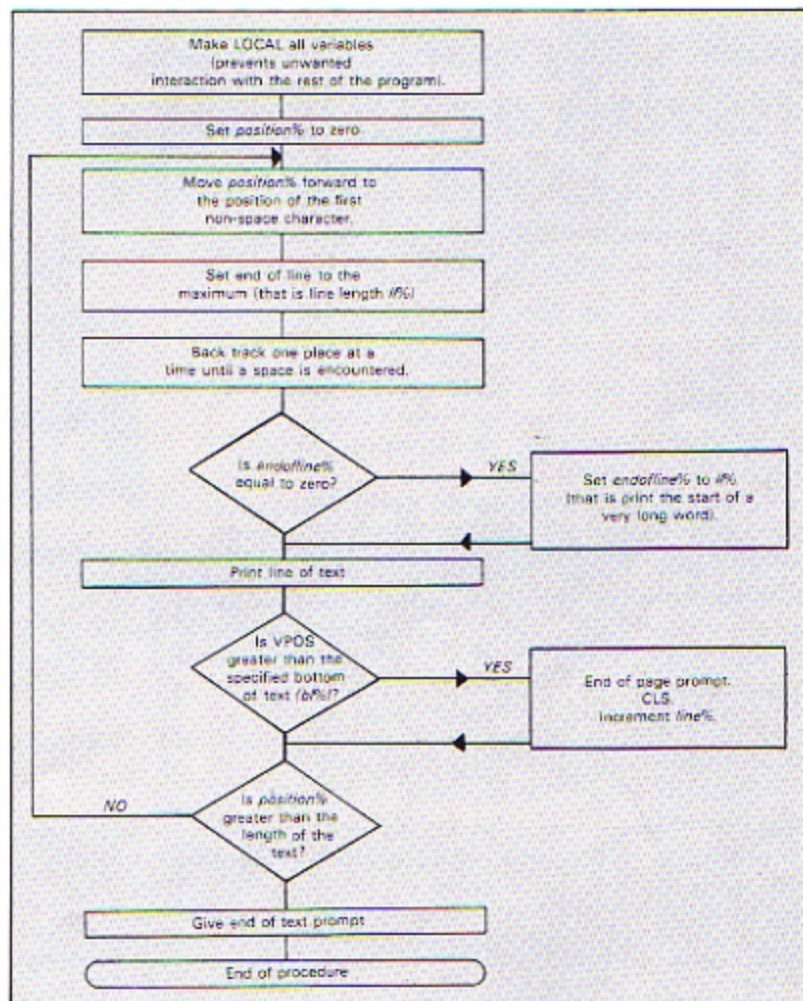 Make LOCAL all variables
(prevents unwanted
interaction with the rest of the program).
Set position% to zero
Move position% forward to
the position of the first
non-space character.
Set end of line to the
maximum (that is line length ll%)
Back track one place at a
time until a space is encountered.
Is endofline%
equal to zero?
YES
Set endofline% to ll%
(that is print the start of a
very long word).
Print line of text
Is VPOS
greater than the
specified bottom
of text (bl%)?
YES
End of page prompt.
CLS.
Increment line%.
NO
Is position%
greater than the
length of the
text?
Give end of text prompt
End of procedure